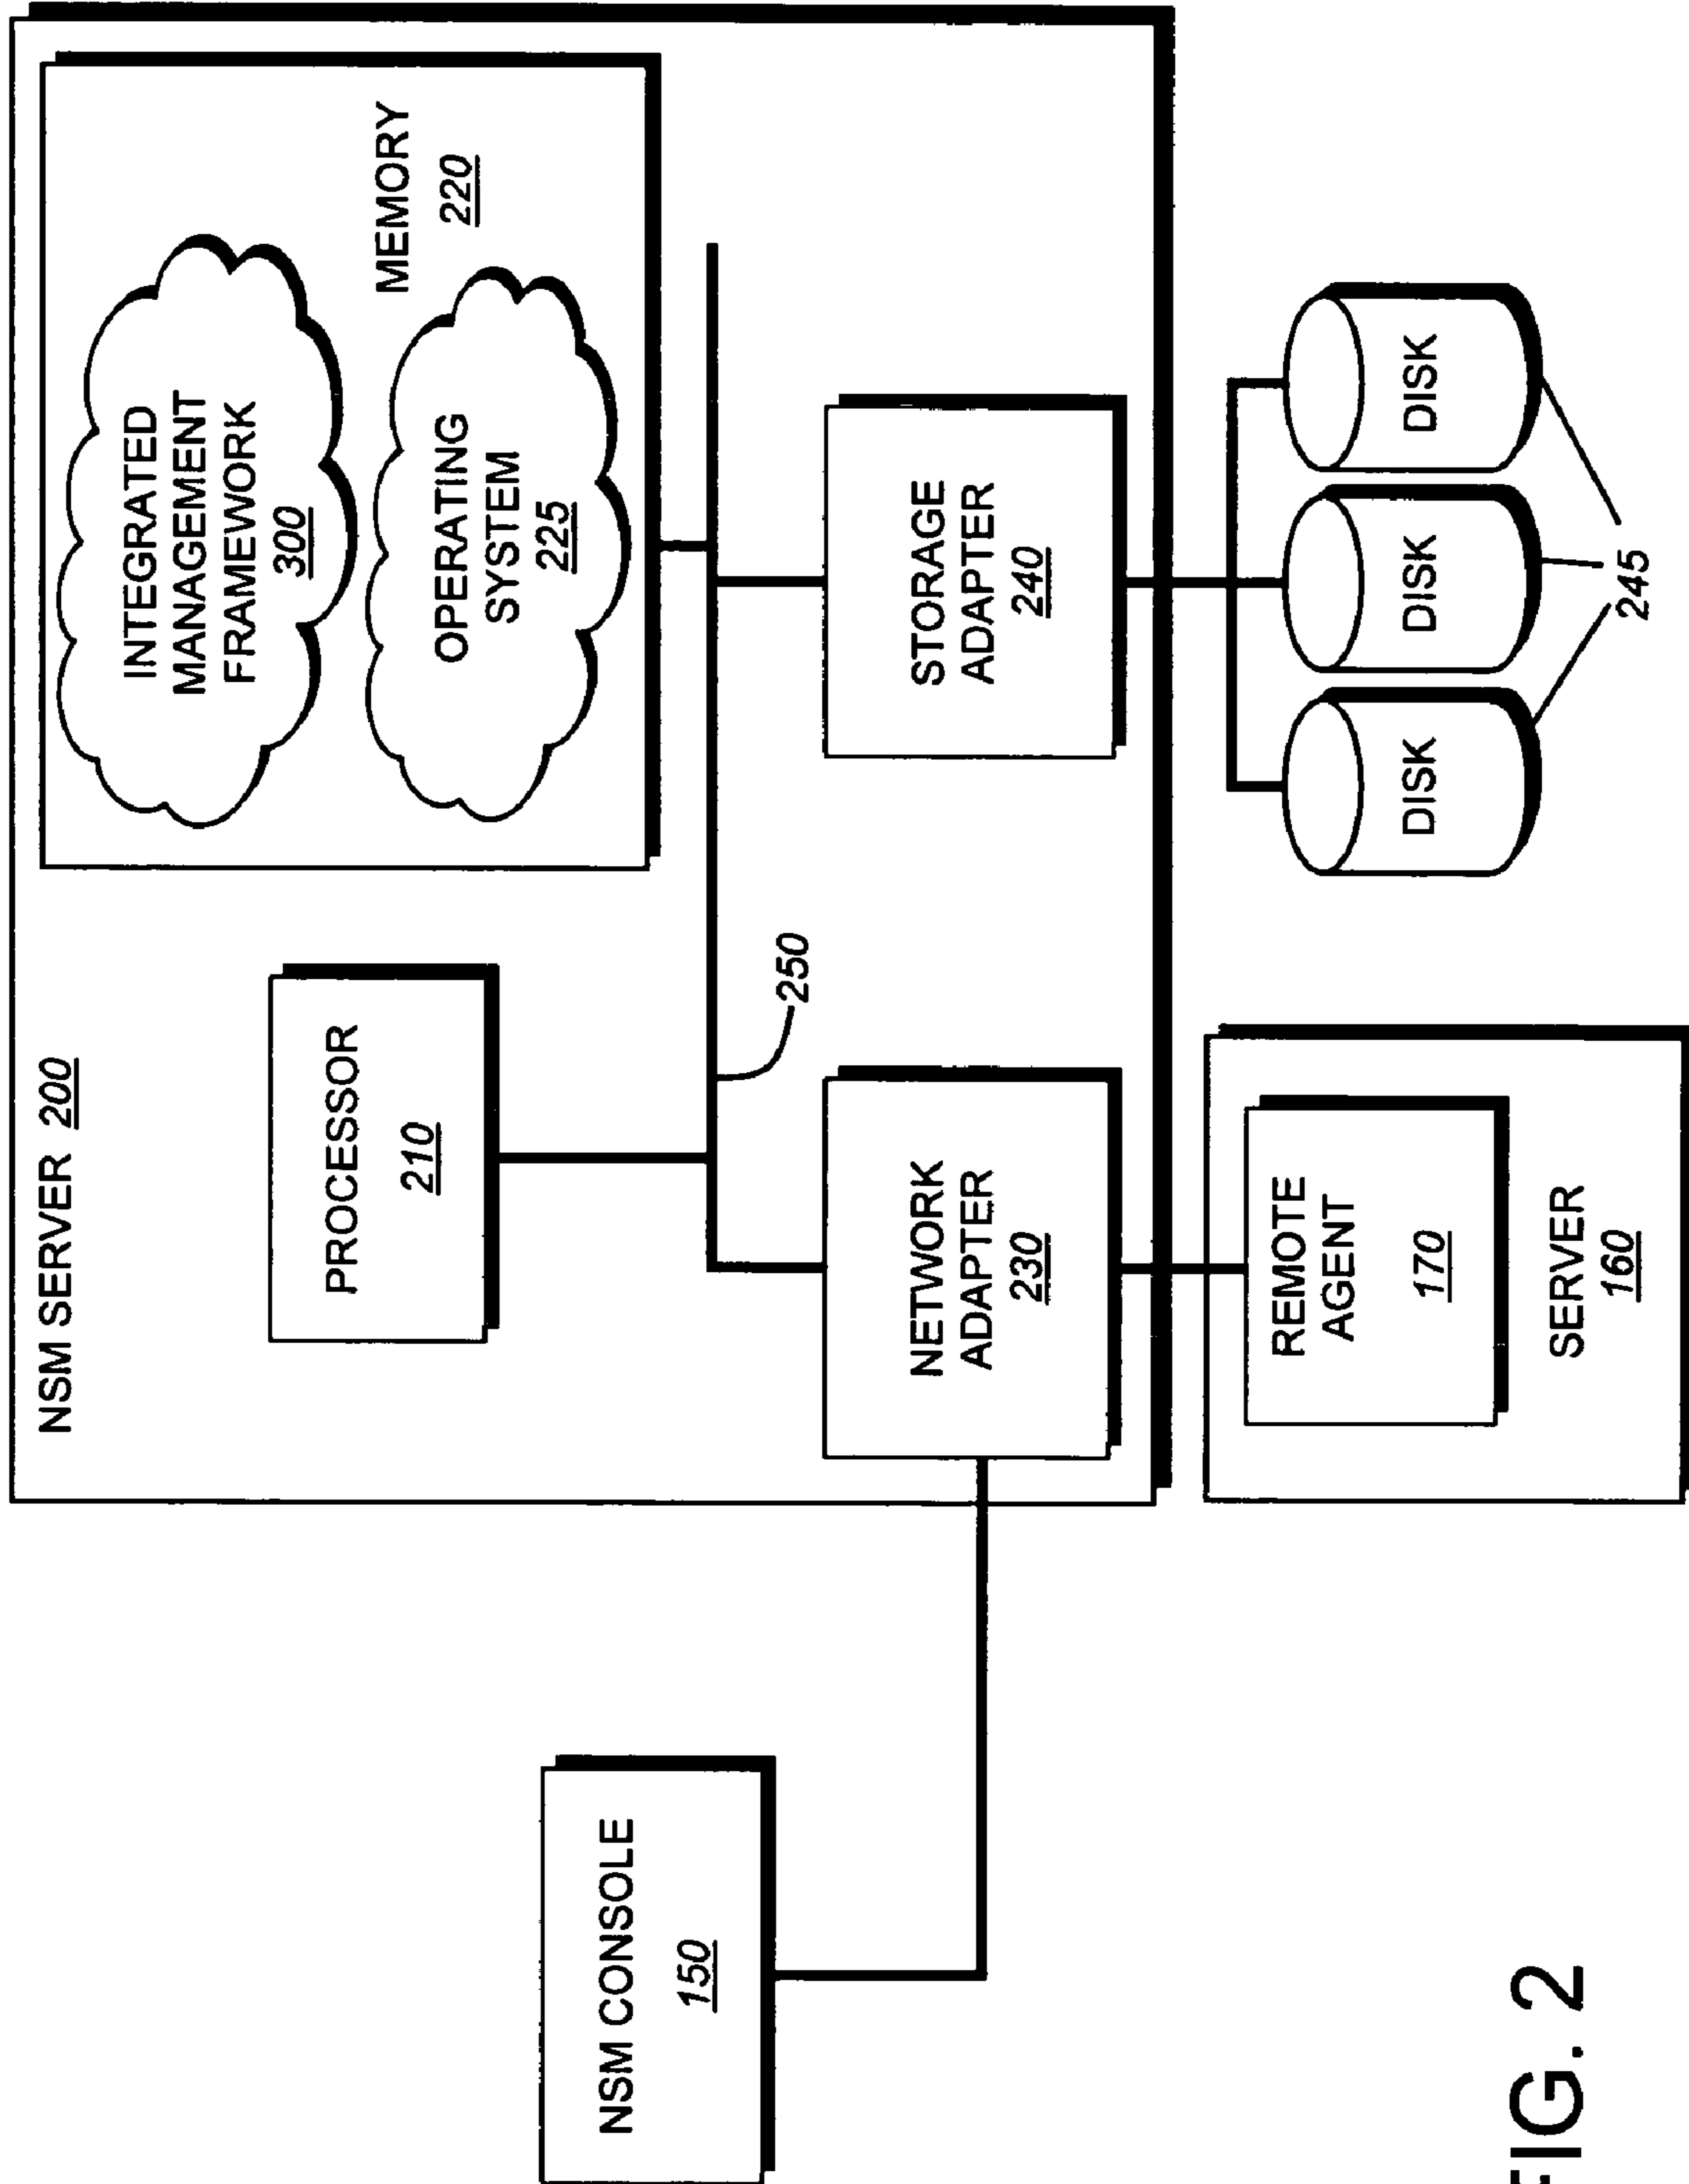 NSM SERVER 200
PROCESSOR
210
INTEGRATED
MANAGEMENT
FRAMEWORK
300
OPERATING
SYSTEM
225
MEMORY
220
250
NSM CONSOLE
150
NETWORK
ADAPTER
230
STORAGE
ADAPTER
240
REMOTE
AGENT
170
SERVER
160
DISK
DISK
DISK
245
FIG. 2